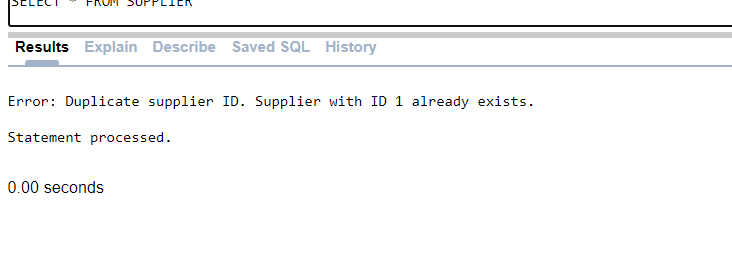 SELECT * FROM SUPPLIER
Results Explain Describe Saved SQL History
Error: Duplicate supplier ID. Supplier with ID 1 already exists.
Statement processed.
0.00 seconds